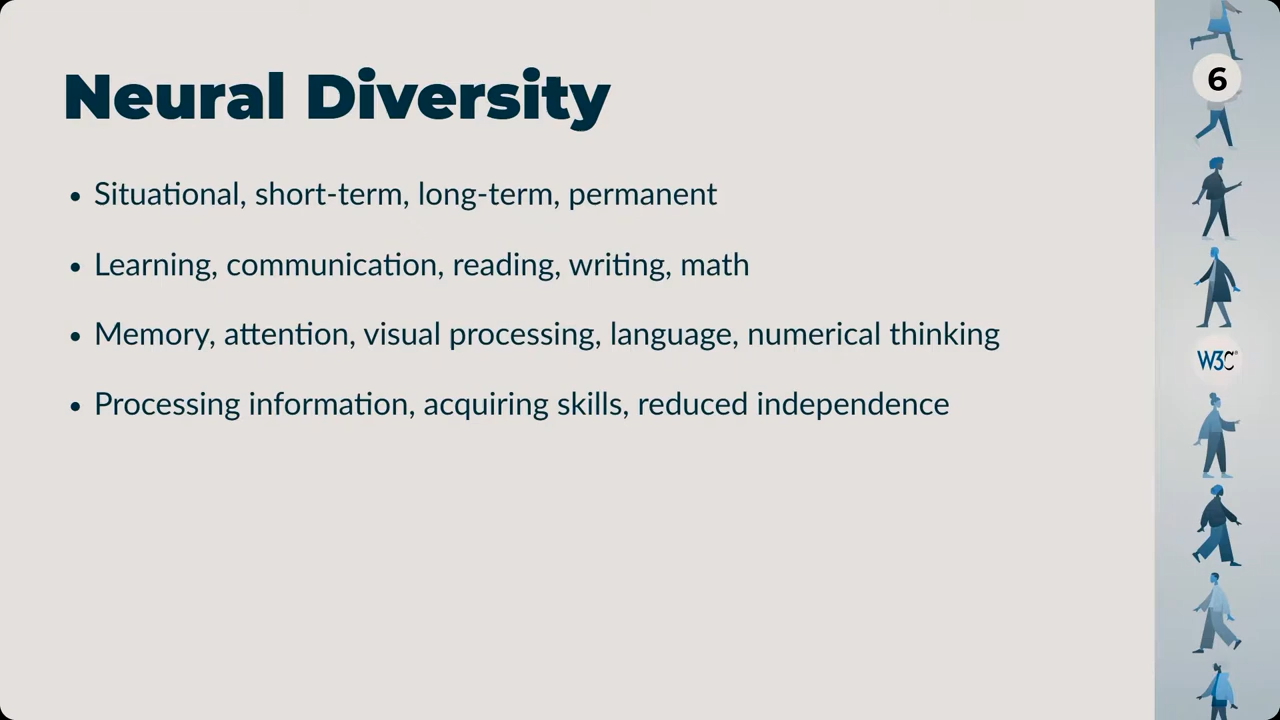 Neural Diversity
• Situational, short-term, long-term, permanent
• Learning, communication, reading, writing, math
• Memory, attention, visual processing, language, numerical thinking
• Processing information, acquiring skills, reduced independence
6
W3C®